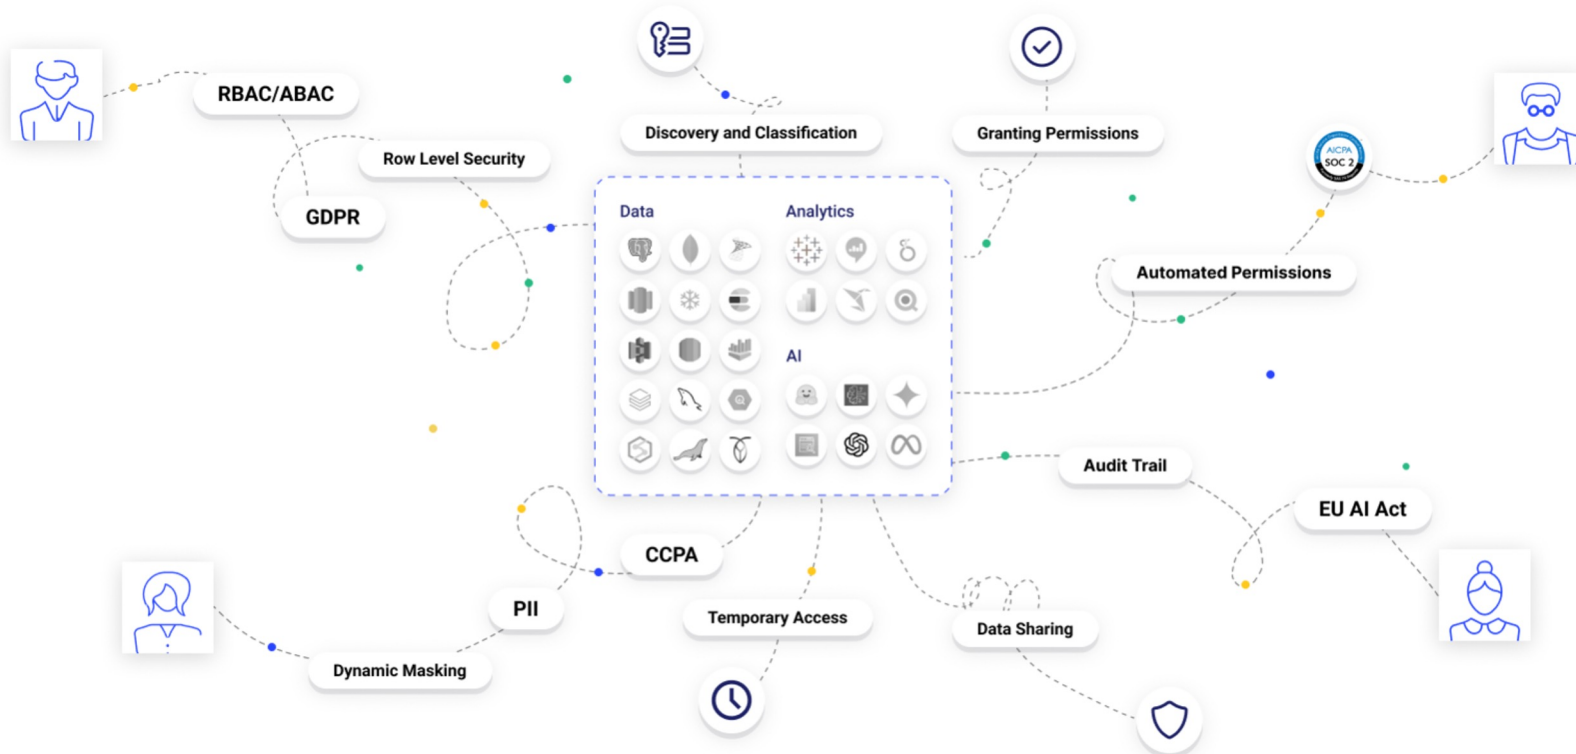 RBAC/ABAC
Row Level Security
GDPR
Discovery and Classification
Granting Permissions
AICPA
SOC 2
Automated Permissions
Data
Analytics
AI
Audit Trail
EU AI Act
CCPA
PII
Dynamic Masking
Temporary Access
Data Sharing